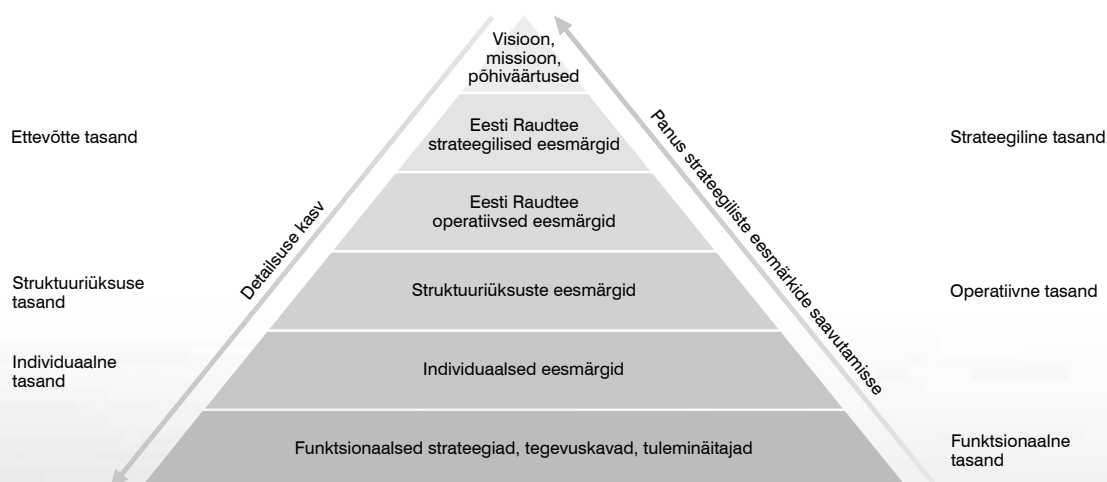 Visioon,
missioon,
põhiväärtused
Ettevõtte tasand
Eesti Raudtee
strateegilised eesmärgid
Strateegiline tasand
Eesti Raudtee
operatiivsed eesmärgid
Detailsuse kasv
Panus strateegiliste eesmärkide saavutamisse
Struktuuriüksuse
tasand
Struktuuriüksuste eesmärgid
Operatiivne tasand
Individuaalne
tasand
Individuaalsed eesmärgid
Funktsionaalsed strateegiad, tegevuskavad, tuleminäitajad
Funktsionaalne
tasand